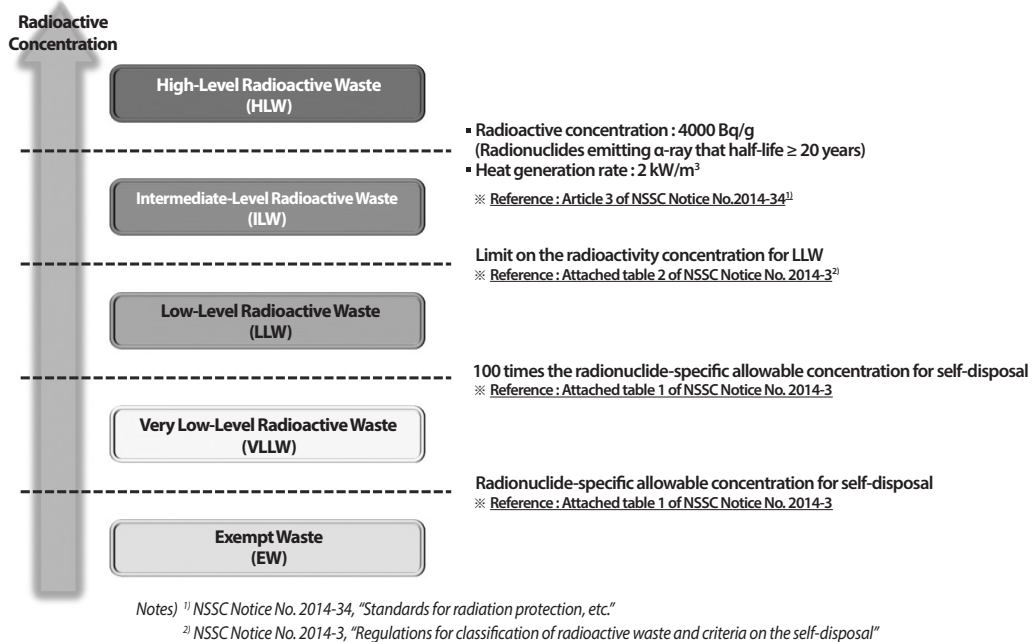 Radioactive
Concentration
High-Level Radioactive Waste
(HLW)
▪ Radioactive concentration : 4000 Bq/g
(Radionuclides emitting α-ray that half-life ≥ 20 years)
▪ Heat generation rate : 2 kW/m³
※ Reference : Article 3 of NSSC Notice No.2014-34¹⁾
Intermediate-Level Radioactive Waste
(ILW)
Limit on the radioactivity concentration for LLW
※ Reference : Attached table 2 of NSSC Notice No. 2014-3²⁾
Low-Level Radioactive Waste
(LLW)
100 times the radionuclide-specific allowable concentration for self-disposal
※ Reference : Attached table 1 of NSSC Notice No. 2014-3
Very Low-Level Radioactive Waste
(VLLW)
Radionuclide-specific allowable concentration for self-disposal
※ Reference : Attached table 1 of NSSC Notice No. 2014-3
Exempt Waste
(EW)
Notes) ¹⁾ NSSC Notice No. 2014-34, “Standards for radiation protection, etc.”
²⁾ NSSC Notice No. 2014-3, “Regulations for classification of radioactive waste and criteria on the self-disposal”